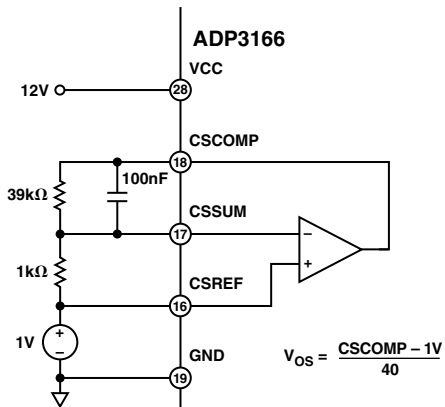 ADP3166
VCC
12V
28
CSCOMP
18
100nF
39kΩ
CSSUM
17
–
+
1kΩ
CSREF
16
1V
+
–
GND
19
V_OS = CSCOMP – 1V
40